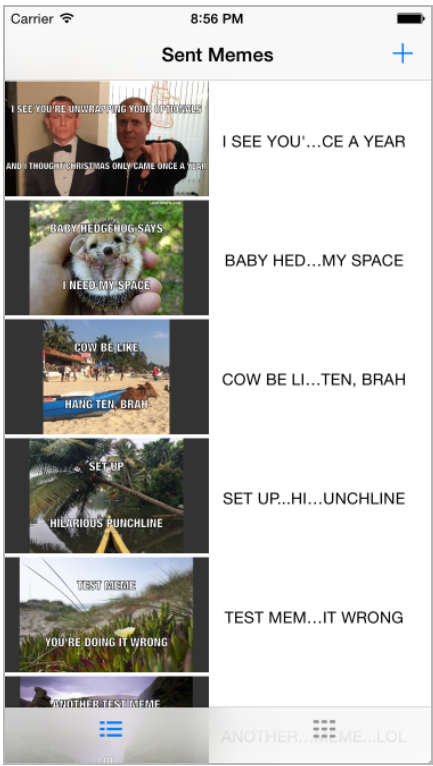 Carrier
8:56 PM
Sent Memes
I SEE YOU'RE UNWRAPPING YOUR OPTIONALS
AND I THOUGHT CHRISTMAS ONLY CAME ONCE A YEAR
I SEE YOU'...CE A YEAR
BABY HEDGEHOG SAYS
I NEED MY SPACE
BABY HED...MY SPACE
COW BE LIKE
HANG TEN, BRAH
COW BE LI...TEN, BRAH
SET UP
HILARIOUS PUNCHLINE
SET UP...HI...UNCHLINE
TEST MEME
YOU'RE DOING IT WRONG
TEST MEM...IT WRONG
ANOTHER TEST MEME
LOL
ANOTHER...MEME...LOL